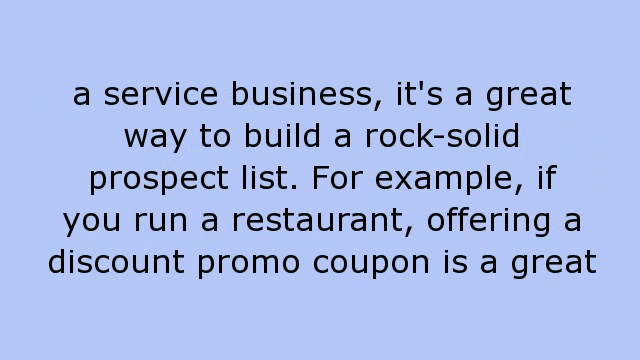 a service business, it's a great
way to build a rock-solid
prospect list. For example, if
you run a restaurant, offering a
discount promo coupon is a great